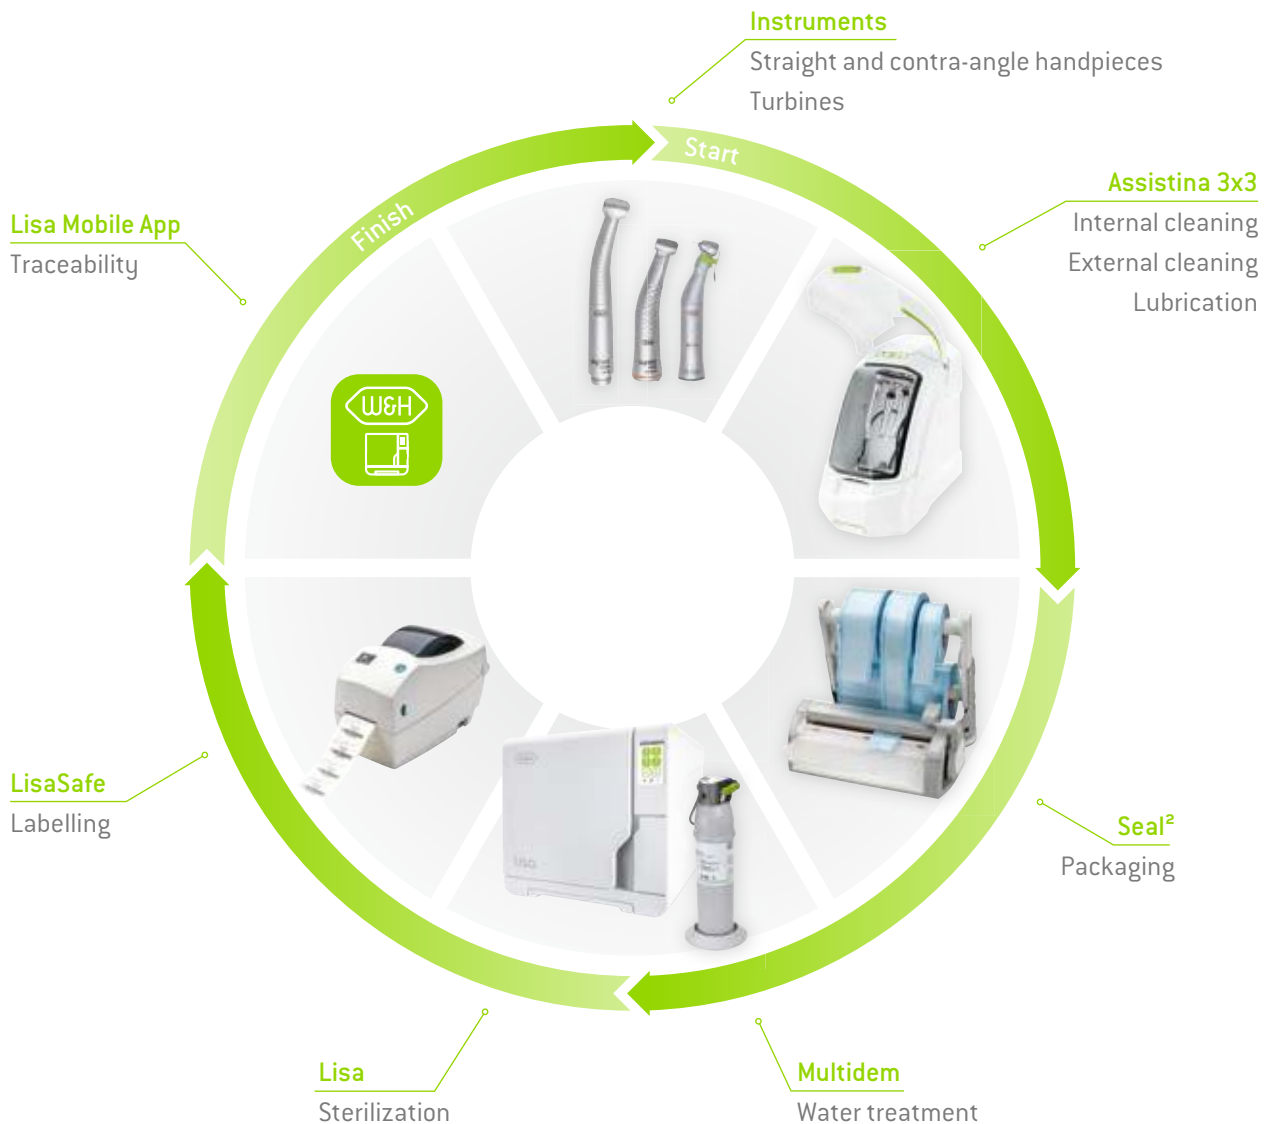 Instruments
Straight and contra-angle handpieces
Turbines
Start
Assistina 3x3
Internal cleaning
External cleaning
Lubrication
Finish
Lisa Mobile App
Traceability
W&H
LisaSafe
Labelling
Seal²
Packaging
Lisa
Sterilization
Multidem
Water treatment